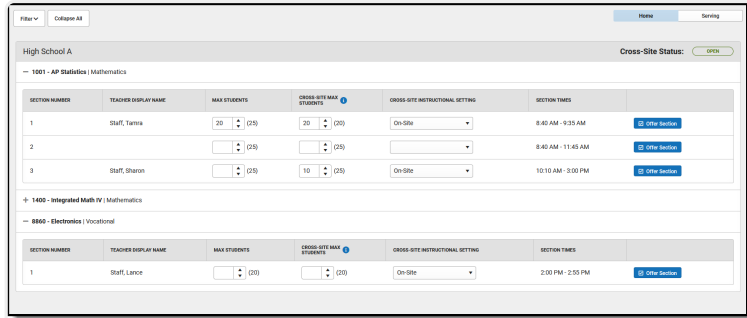 Filter Collapse All Home Serving
High School A Cross-Site Status: OPEN
1001 - AP Statistics | Mathematics
SECTION NUMBER TEACHER DISPLAY NAME MAX STUDENTS CROSS-SITE MAX STUDENTS i CROSS-SITE INSTRUCTIONAL SETTING SECTION TIMES
1 Staff, Tamra 20 (25) 20 (20) On-Site 8:40 AM - 9:35 AM Offer Section
2 (25) (25) 8:40 AM - 11:45 AM Offer Section
3 Staff, Sharon (25) 10 (25) On-Site 10:10 AM - 3:00 PM Offer Section
1400 - Integrated Math IV | Mathematics
8860 - Electronics | Vocational
SECTION NUMBER TEACHER DISPLAY NAME MAX STUDENTS CROSS-SITE MAX STUDENTS i CROSS-SITE INSTRUCTIONAL SETTING SECTION TIMES
1 Staff, Lance (20) (20) On-Site 2:00 PM - 2:55 PM Offer Section